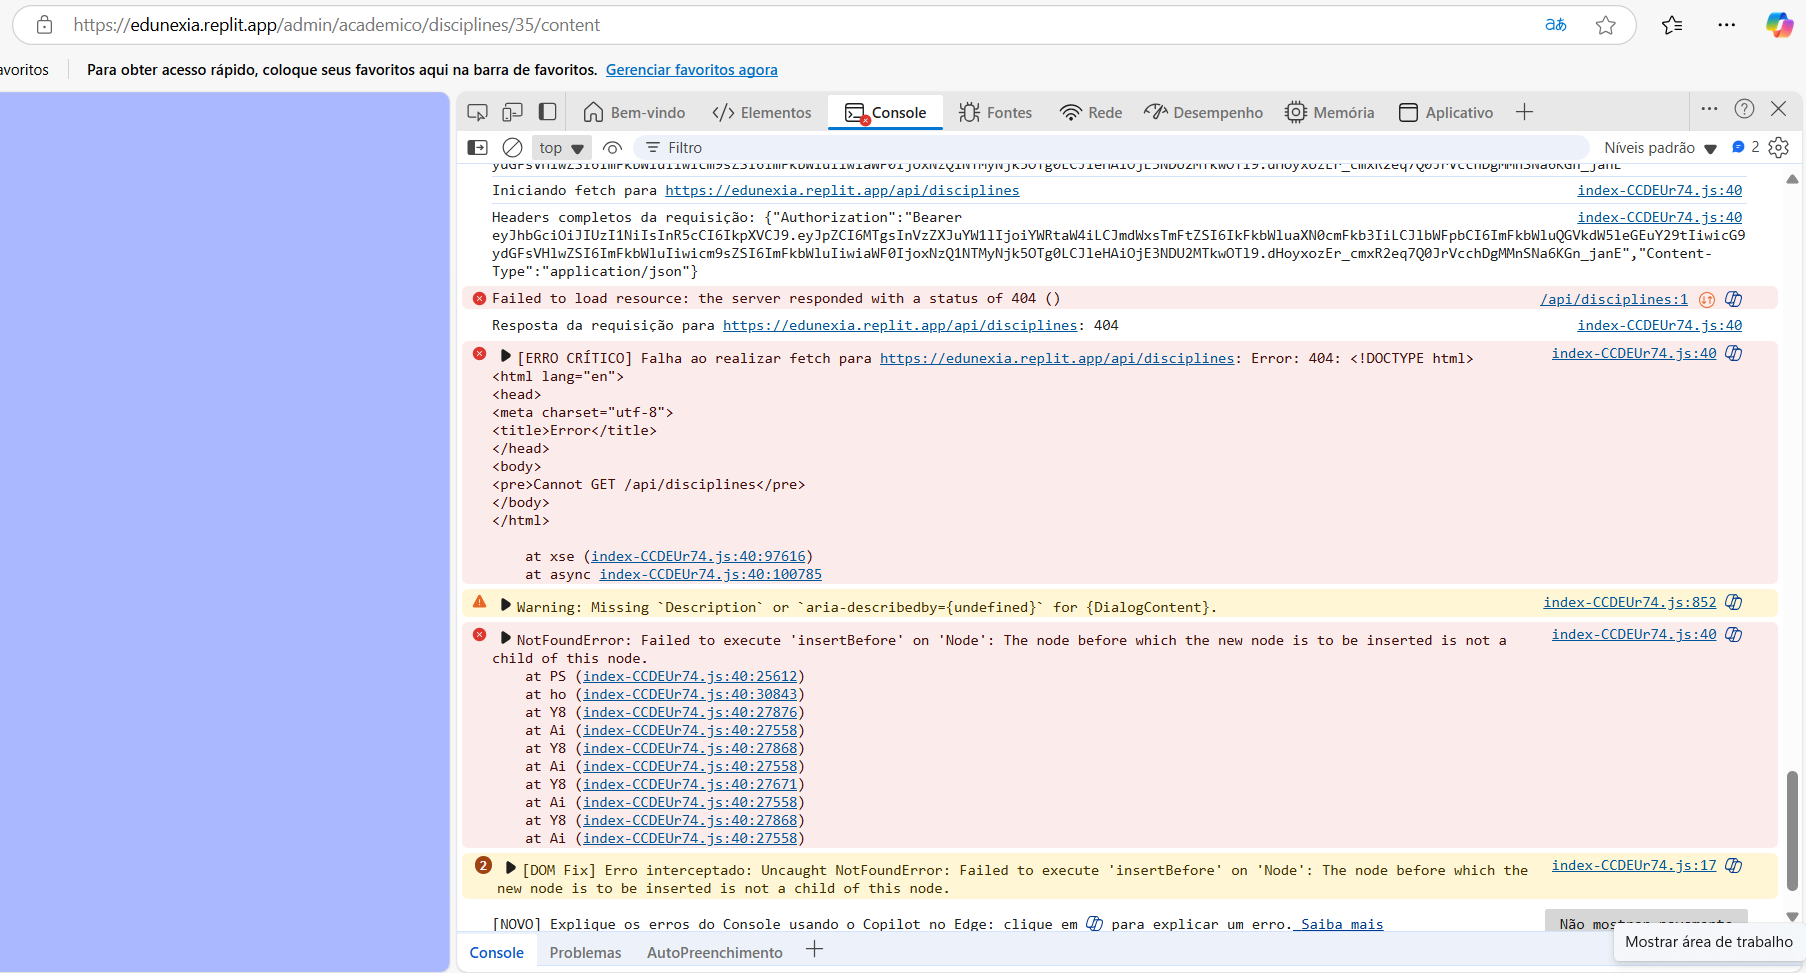 https://edunexia.replit.app/admin/academico/disciplines/35/content
avoritos
Para obter acesso rápido, coloque seus favoritos aqui na barra de favoritos. Gerenciar favoritos agora
Bem-vindo
Elementos
Console
Fontes
Rede
Desempenho
Memória
Aplicativo
top
Filtro
Níveis padrão
2
Iniciando fetch para https://edunexia.replit.app/api/disciplines index-CCDEUr74.js:40
Headers completos da requisição: {"Authorization":"Bearer index-CCDEUr74.js:40
ydGFsVHlwZSI6ImFkbWluIiwicm9sZSI6ImFkbWluIiwiaWF0IjoxNzQ1NTMyNjk5OTg0LCJleHAiOjE3NDU2MTkwOTl9.dHoyxozEr_cmxR2eq7Q0JrVcchDgMMnSNa6KGn_janE","Content-
Type":"application/json"}
Failed to load resource: the server responded with a status of 404 () /api/disciplines:1
Resposta da requisição para https://edunexia.replit.app/api/disciplines: 404 index-CCDEUr74.js:40
[ERRO CRÍTICO] Falha ao realizar fetch para https://edunexia.replit.app/api/disciplines: Error: 404: <!DOCTYPE html> index-CCDEUr74.js:40
<html lang="en">
<head>
<meta charset="utf-8">
<title>Error</title>
</head>
<body>
<pre>Cannot GET /api/disciplines</pre>
</body>
</html>
at xse (index-CCDEUr74.js:40:97616)
at async index-CCDEUr74.js:40:100785
Warning: Missing `Description` or `aria-describedby={undefined}` for {DialogContent}. index-CCDEUr74.js:852
NotFoundError: Failed to execute 'insertBefore' on 'Node': The node before which the new node is to be inserted is not a index-CCDEUr74.js:40
child of this node.
at PS (index-CCDEUr74.js:40:25612)
at ho (index-CCDEUr74.js:40:30843)
at Y8 (index-CCDEUr74.js:40:27876)
at Ai (index-CCDEUr74.js:40:27558)
at Y8 (index-CCDEUr74.js:40:27868)
at Ai (index-CCDEUr74.js:40:27558)
at Y8 (index-CCDEUr74.js:40:27671)
at Ai (index-CCDEUr74.js:40:27558)
at Y8 (index-CCDEUr74.js:40:27868)
at Ai (index-CCDEUr74.js:40:27558)
2 [DOM Fix] Erro interceptado: Uncaught NotFoundError: Failed to execute 'insertBefore' on 'Node': The node before which the index-CCDEUr74.js:17
new node is to be inserted is not a child of this node.
[NOVO] Explique os erros do Console usando o Copilot no Edge: clique em para explicar um erro. Saiba mais
Não
Mostrar área de trabalho
Console
Problemas
AutoPreenchimento